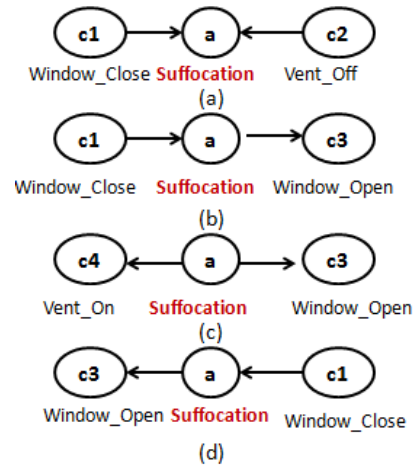 c1 a c2
Window_Close Suffocation Vent_Off
(a)
c1 a c3
Window_Close Suffocation Window_Open
(b)
c4 a c3
Vent_On Suffocation Window_Open
(c)
c3 a c1
Window_Open Suffocation Window_Close
(d)